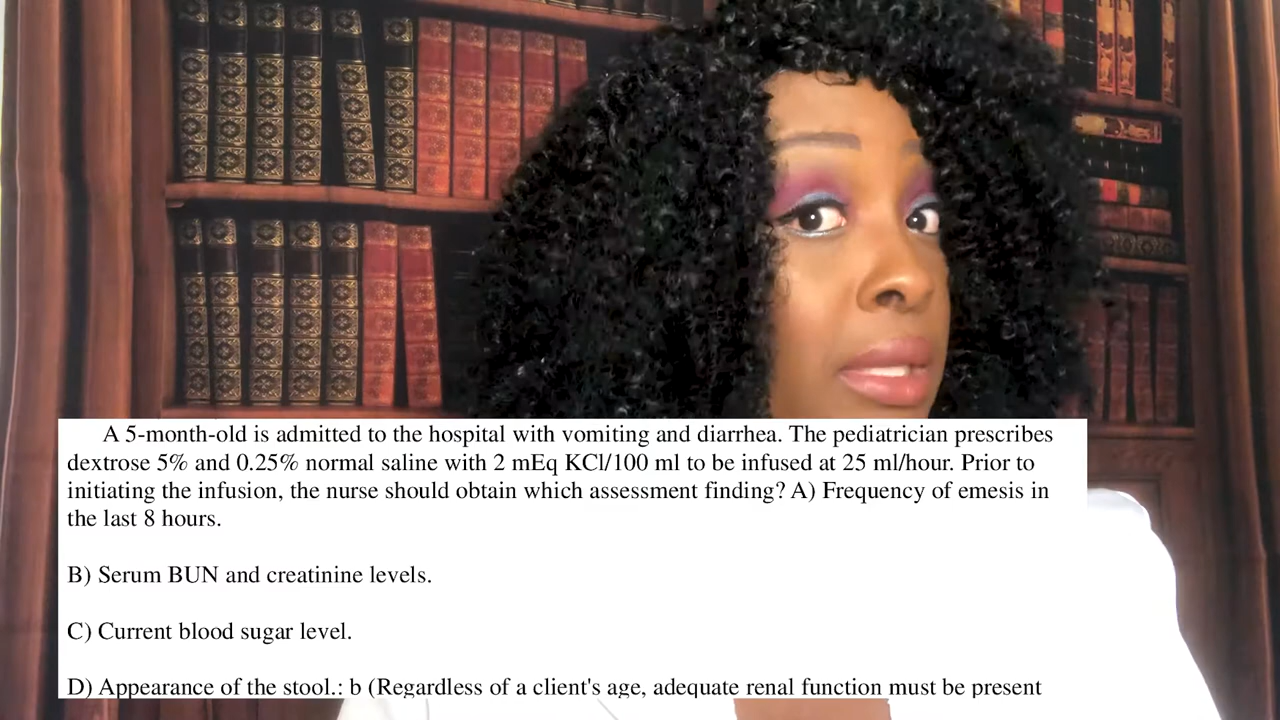 A 5-month-old is admitted to the hospital with vomiting and diarrhea. The pediatrician prescribes
dextrose 5% and 0.25% normal saline with 2 mEq KCl/100 ml to be infused at 25 ml/hour. Prior to
initiating the infusion, the nurse should obtain which assessment finding? A) Frequency of emesis in
the last 8 hours.
B) Serum BUN and creatinine levels.
C) Current blood sugar level.
D) Appearance of the stool.: b (Regardless of a client's age, adequate renal function must be present